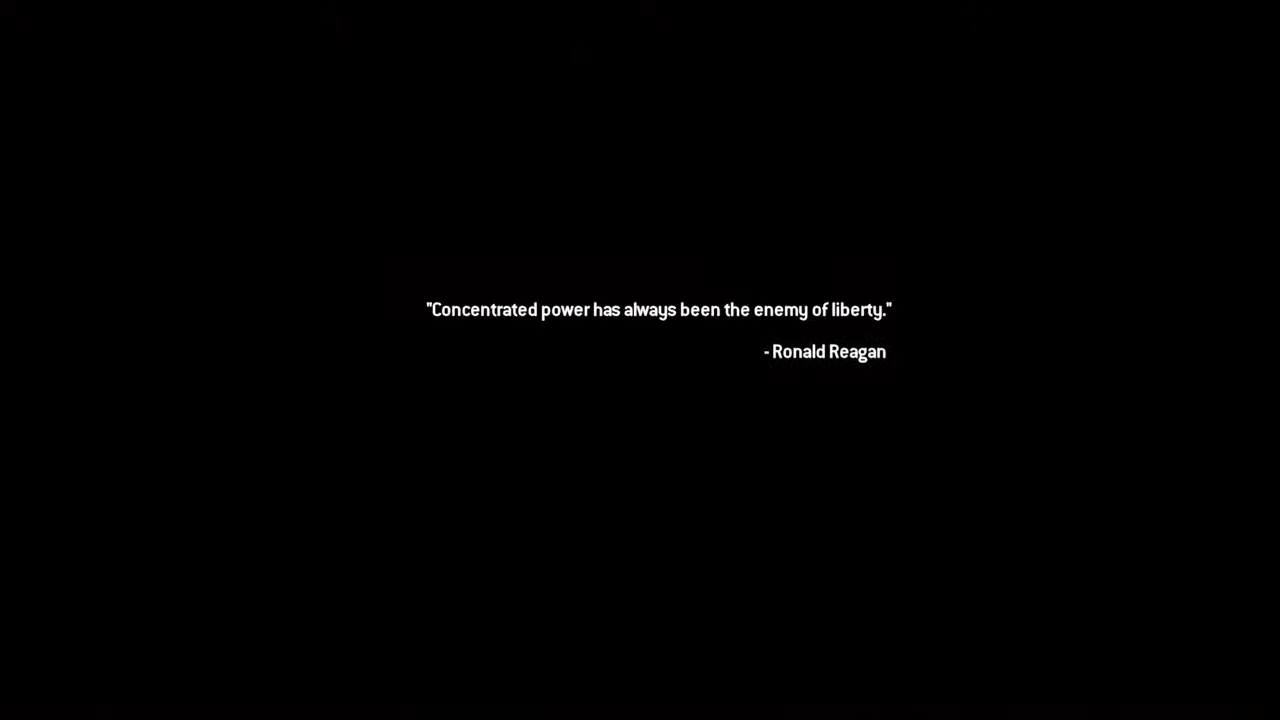 "Concentrated power has always been the enemy of liberty."
- Ronald Reagan